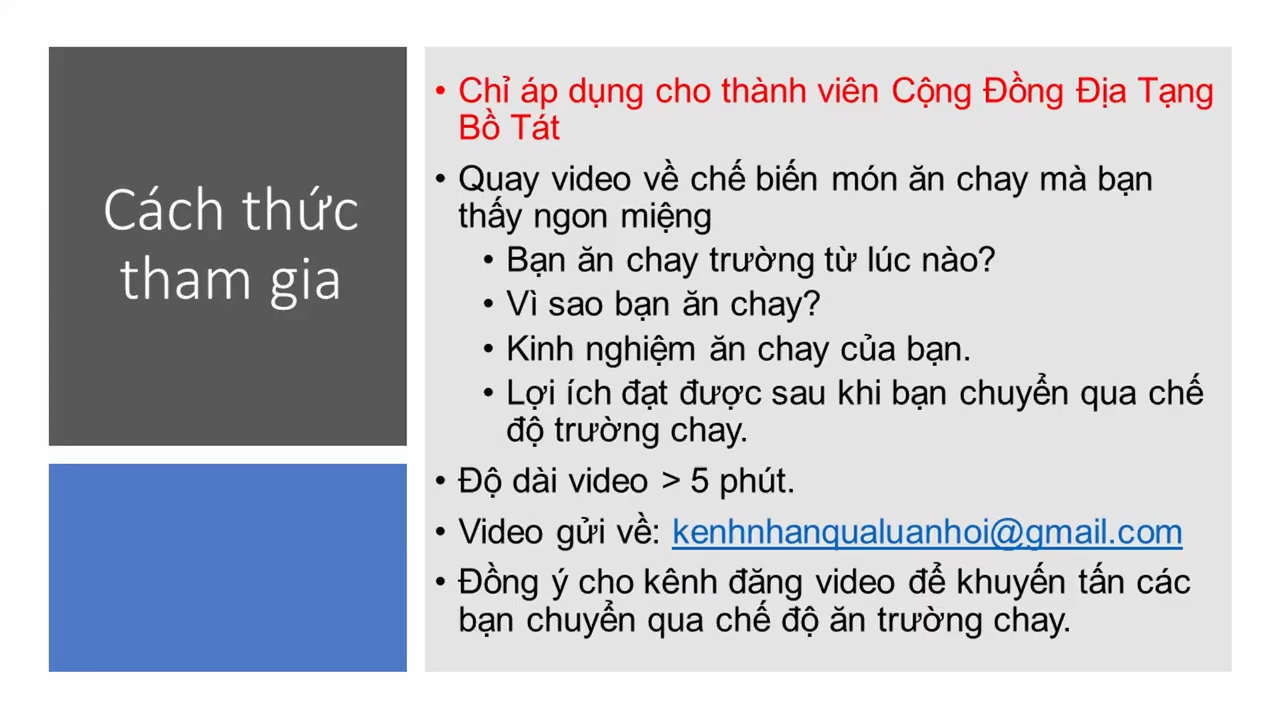 Cách thức
tham gia
• Chỉ áp dụng cho thành viên Cộng Đồng Địa Tạng
Bồ Tát
• Quay video về chế biến món ăn chay mà bạn
thấy ngon miệng
• Bạn ăn chay trường từ lúc nào?
• Vì sao bạn ăn chay?
• Kinh nghiệm ăn chay của bạn.
• Lợi ích đạt được sau khi bạn chuyển qua chế
độ trường chay.
• Độ dài video > 5 phút.
• Video gửi về: kenhnhanqualuanhoi@gmail.com
• Đồng ý cho kênh đăng video để khuyến tấn các
bạn chuyển qua chế độ ăn trường chay.